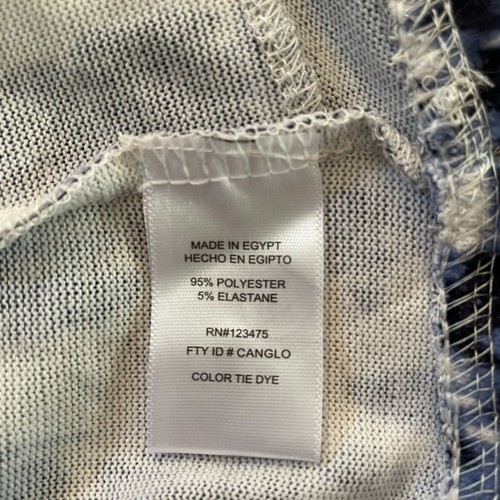 MADE IN EGYPT
HECHO EN EGIPTO
95% POLYESTER
5% ELASTANE
RN#123475
FTY ID # CANGLO
COLOR TIE DYE